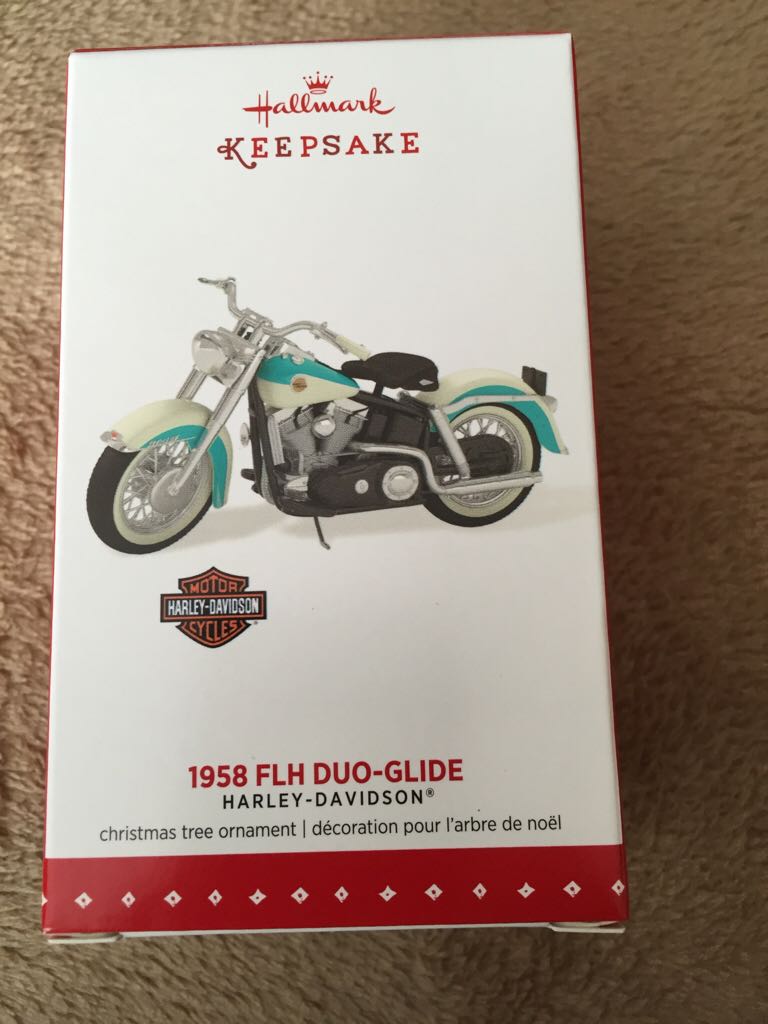 Hallmark
KEEPSAKE
MOTOR
HARLEY-DAVIDSON
CYCLES
1958 FLH DUO-GLIDE
HARLEY-DAVIDSON®
christmas tree ornament | décoration pour l'arbre de noël